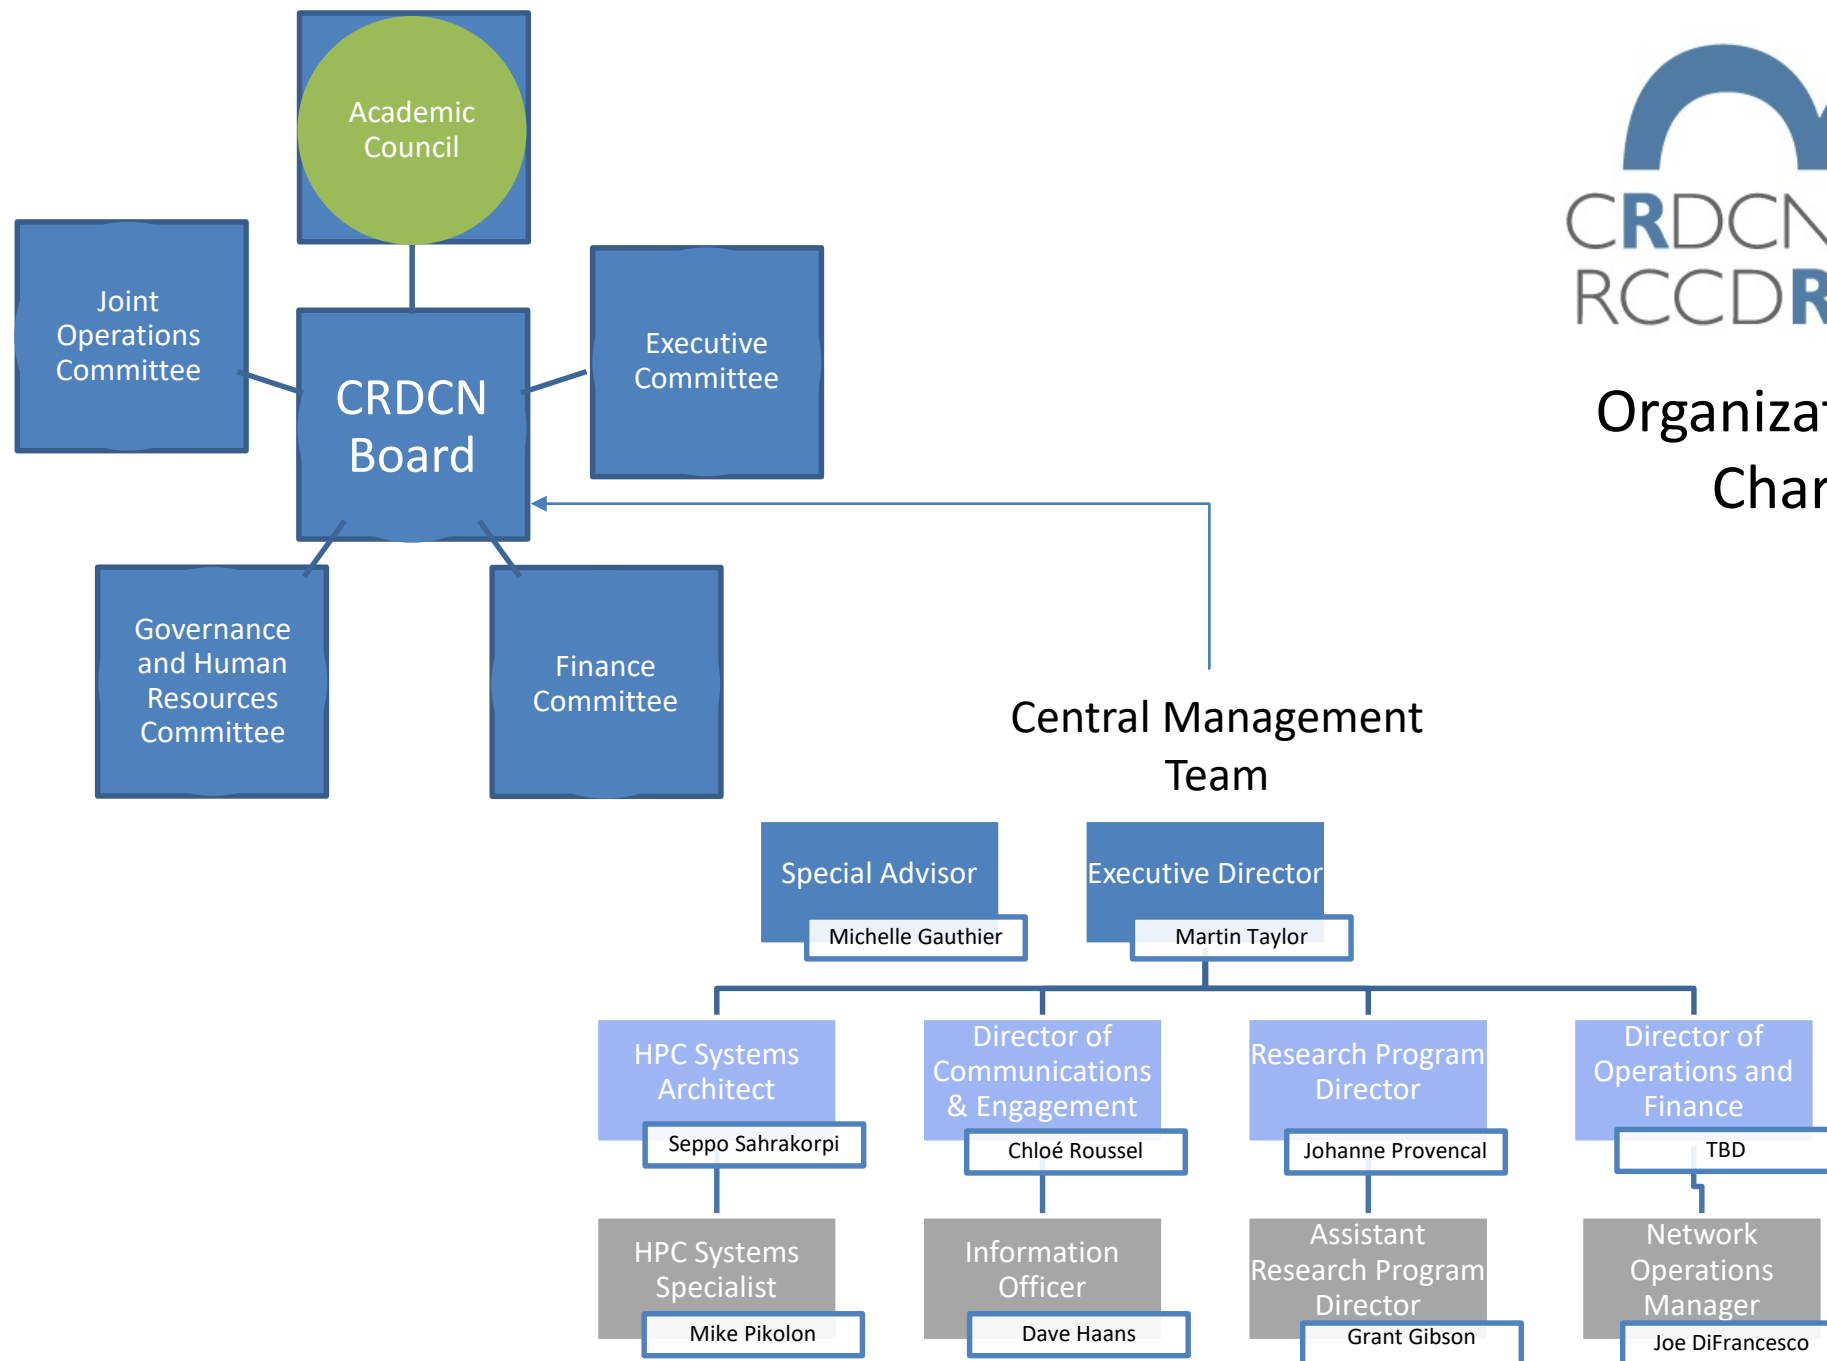 Academic
Council
Joint
Operations
Committee
Executive
Committee
CRDCN
Board
Governance
and Human
Resources
Committee
Finance
Committee
CRDCN
RCCDR
Char
Central Management
Team
Special Advisor
Michelle Gauthier
Executive Director
Martin Taylor
HPC Systems
Architect
Seppo Sahrakorpi
Director of
Communications
& Engagement
Chloé Roussel
Research Program
Director
Johanne Provencal
Director of
Operations and
Finance
TBD
HPC Systems
Specialist
Mike Pikolon
Information
Officer
Dave Haans
Assistant
Research Program
Director
Grant Gibson
Network
Operations
Manager
Joe DiFrancesco